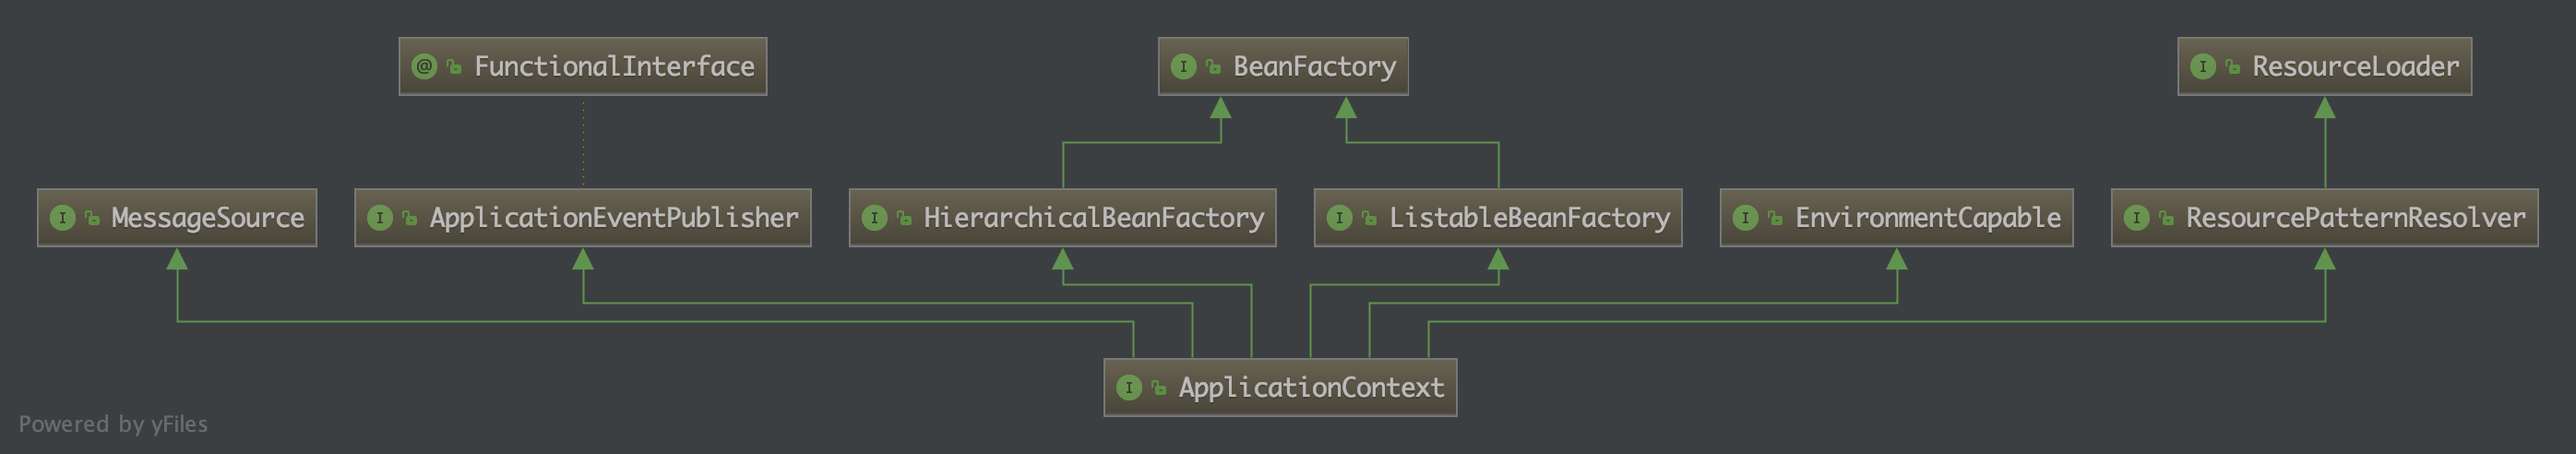 @ FunctionalInterface
I BeanFactory
I ResourceLoader
I MessageSource
I ApplicationEventPublisher
I HierarchicalBeanFactory
I ListableBeanFactory
I EnvironmentCapable
I ResourcePatternResolver
I ApplicationContext
Powered by yFiles